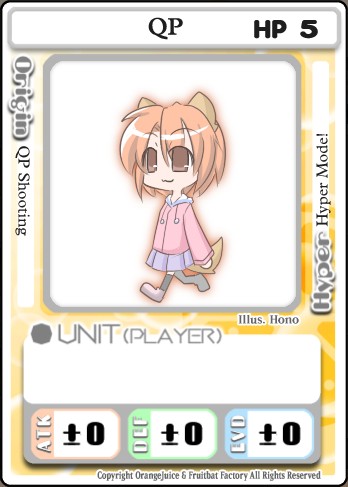 QP HP 5
Origin QP Shooting
Hyper Hyper Mode!
Illus. Hono
UNIT (PLAYER)
ATK ±0 DEF ±0 EVD ±0
Copyright OrangeJuice & Fruitbat Factory All Rights Reserved